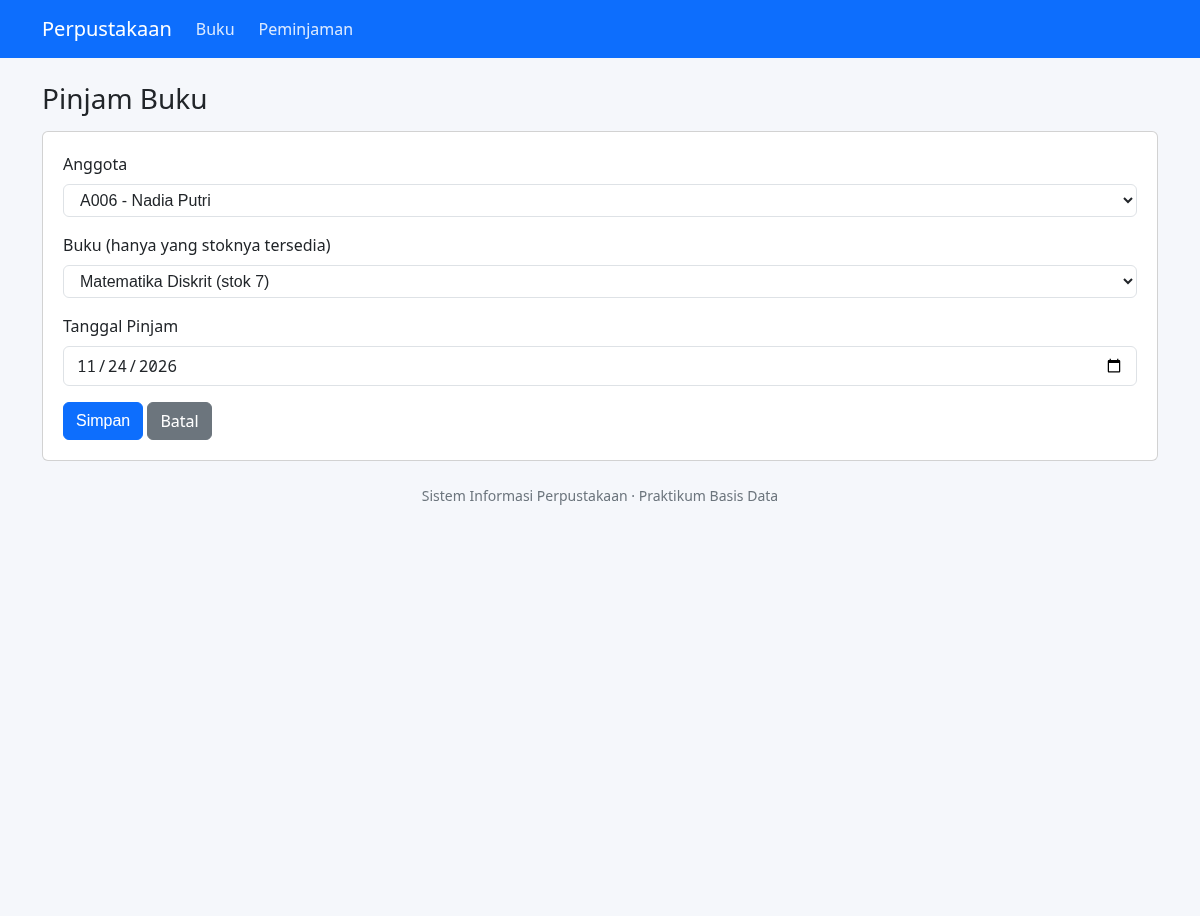 Perpustakaan Buku Peminjaman
Pinjam Buku
Anggota
A006 - Nadia Putri
Buku (hanya yang stoknya tersedia)
Matematika Diskrit (stok 7)
Tanggal Pinjam
11/24/2026
Simpan Batal
Sistem Informasi Perpustakaan · Praktikum Basis Data